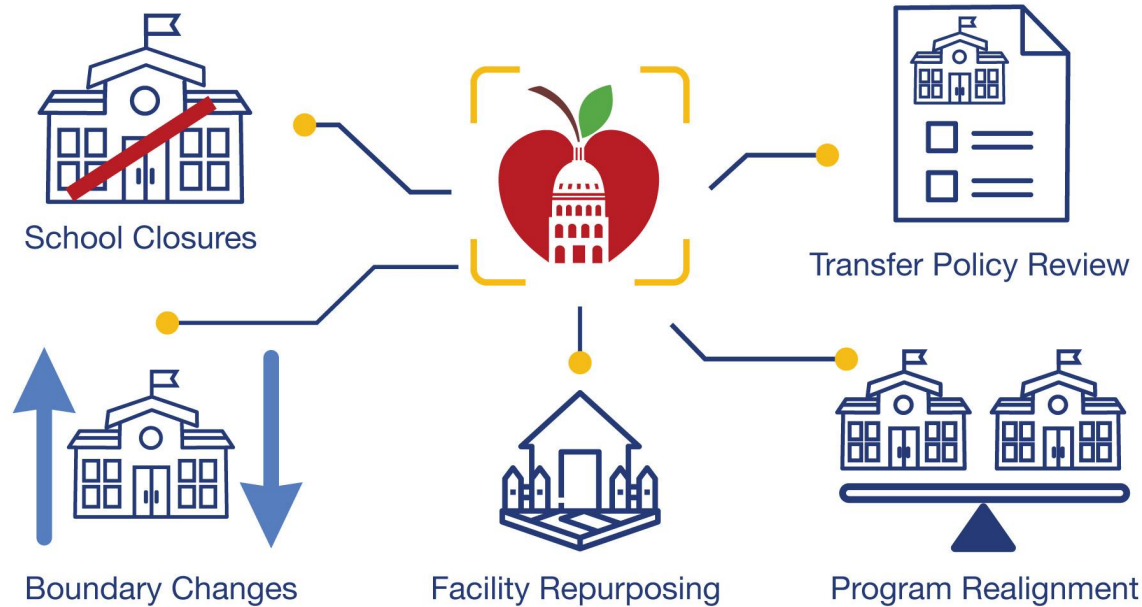 School Closures
Transfer Policy Review
Boundary Changes
Facility Repurposing
Program Realignment